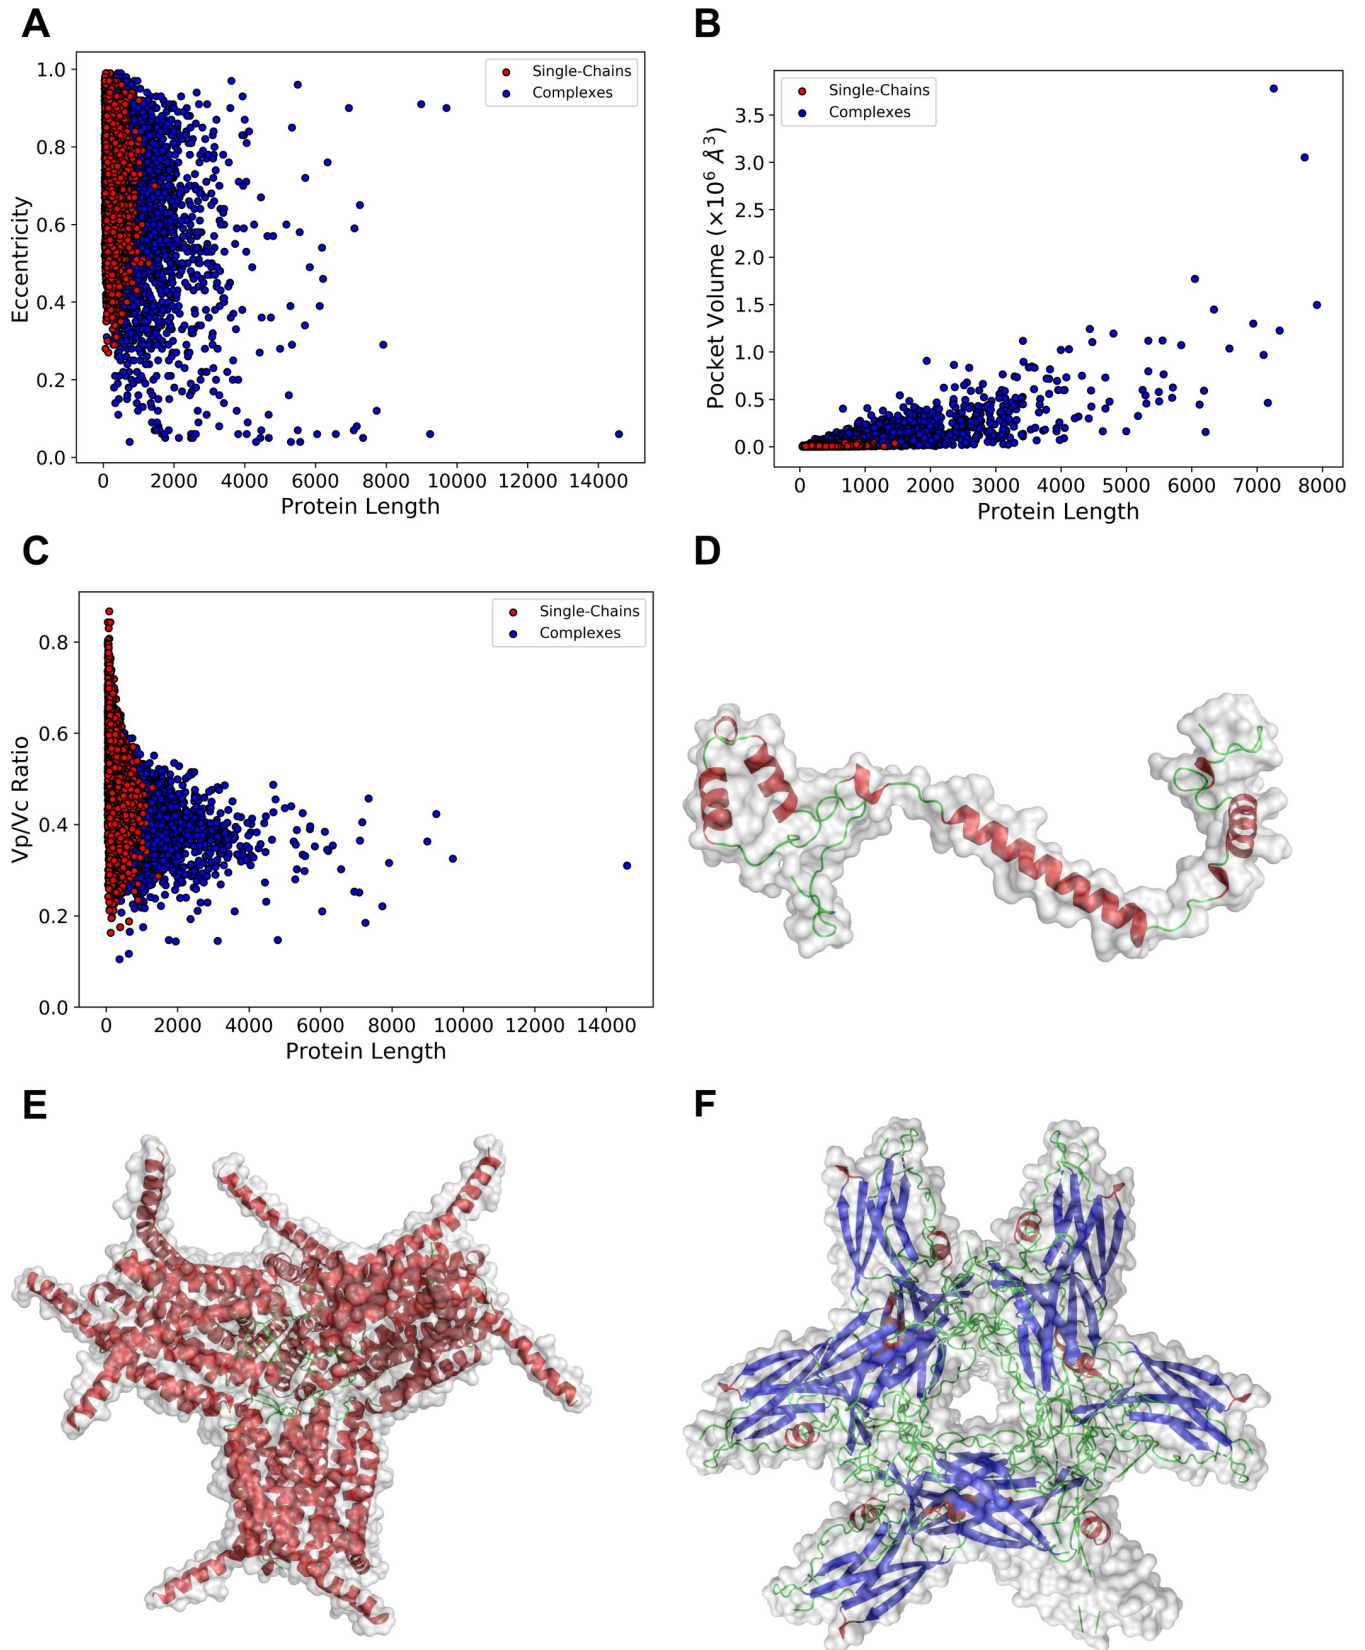 A
1.0
0.8
0.6
0.4
0.2
0.0
Eccentricity
Single-Chains
Complexes
0 2000 4000 6000 8000 10000 12000 14000
Protein Length
B
3.5
3.0
2.5
2.0
1.5
1.0
0.5
0.0
Pocket Volume (×10⁶ Å³)
Single-Chains
Complexes
0 1000 2000 3000 4000 5000 6000 7000 8000
Protein Length
C
0.8
0.6
0.4
0.2
0.0
Vp/Vc Ratio
Single-Chains
Complexes
0 2000 4000 6000 8000 10000 12000 14000
Protein Length
D
E
F